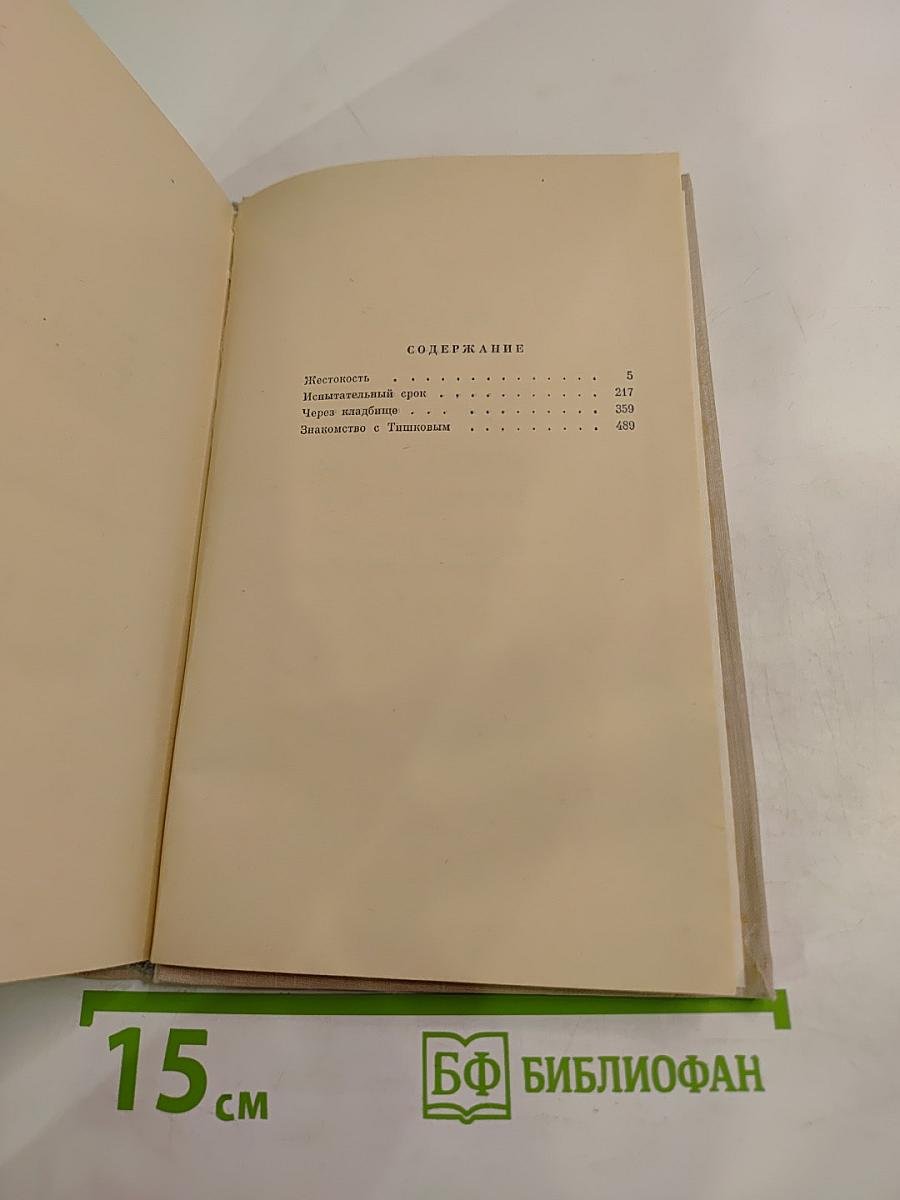 СОДЕРЖАНИЕ
Жестокость . . . . . . . . . . . . . . 5
Испытательный срок . . . . . . . . . . 217
Через кладбище . . . . . . . . . . 359
Знакомство с Тишковым . . . . . . . . 489
15 см
БФ БИБЛИОФАН